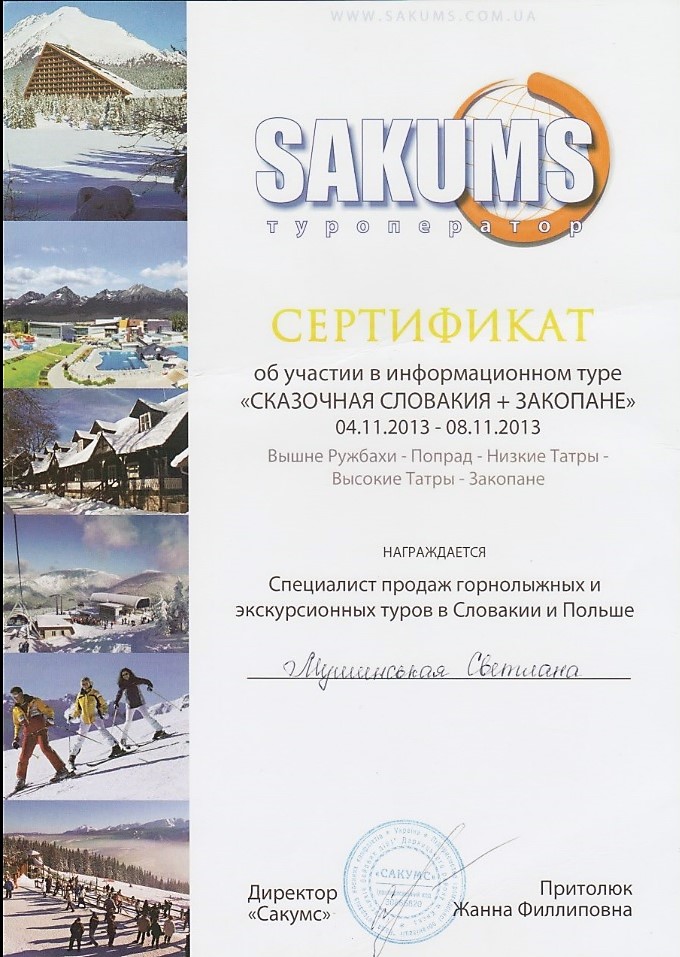 WWW.SAKUMS.COM.UA
SAKUMS
туроператор
СЕРТИФИКАТ
об участии в информационном туре
«СКАЗОЧНАЯ СЛОВАКИЯ + ЗАКОПАНЕ»
04.11.2013 - 08.11.2013
Вышне Ружбахи - Попрад - Низкие Татры -
Высокие Татры - Закопане
НАГРАЖДАЕТСЯ
Специалист продаж горнолыжных и
экскурсионных туров в Словакии и Польше
Светлана
«САКУМС»
Директор
«Сакумс»
Притолюк
Жанна Филлиповна